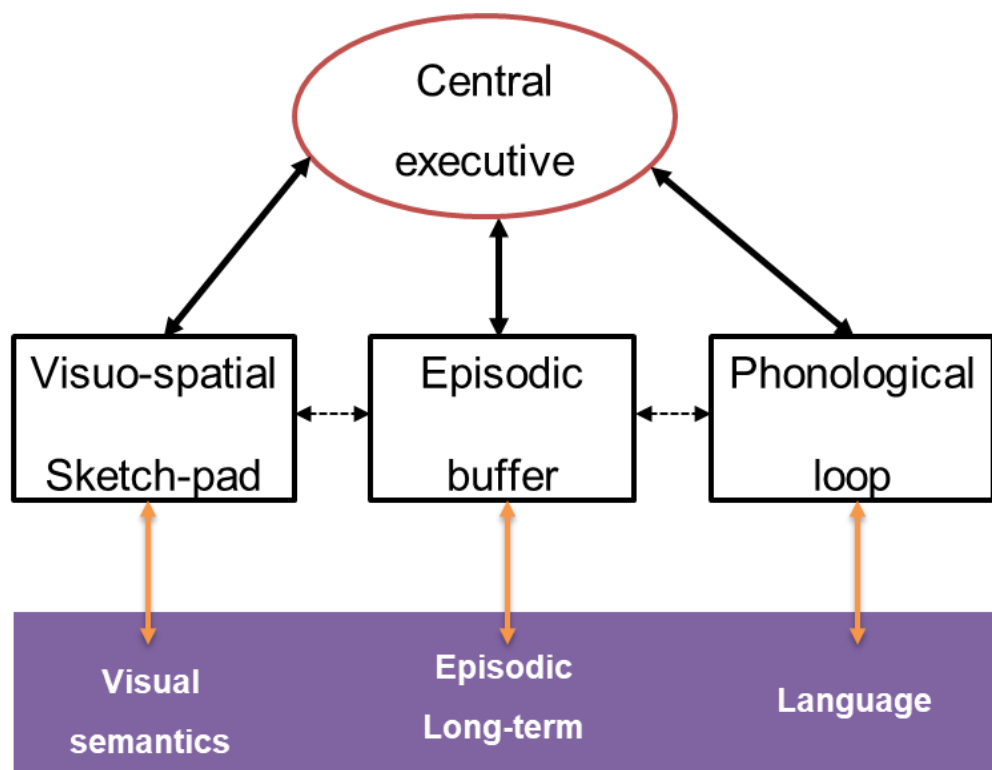 Central
executive
Visuo-spatial
Sketch-pad
Episodic
buffer
Phonological
loop
Visual
semantics
Episodic
Long-term
Language